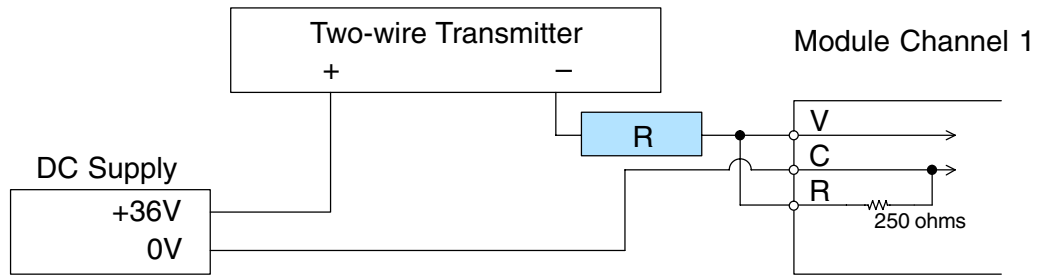 Two-wire Transmitter
+ –
Module Channel 1
R
V
C
R
250 ohms
DC Supply
+36V
0V